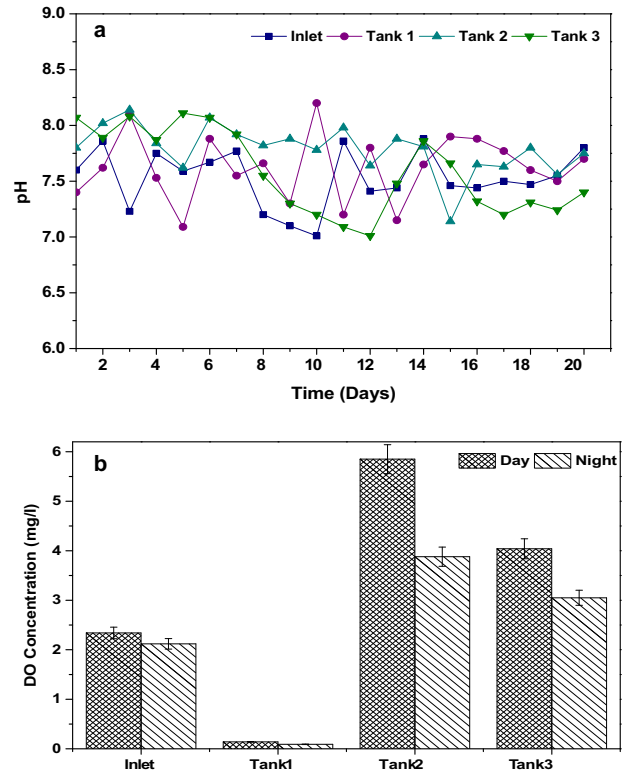 a
Inlet Tank 1 Tank 2 Tank 3
9.0
8.5
8.0
7.5
7.0
6.5
6.0
pH
2 4 6 8 10 12 14 16 18 20
Time (Days)
b
Day Night
6
5
4
3
2
1
0
DO Concentration (mg/l)
Inlet Tank1 Tank2 Tank3